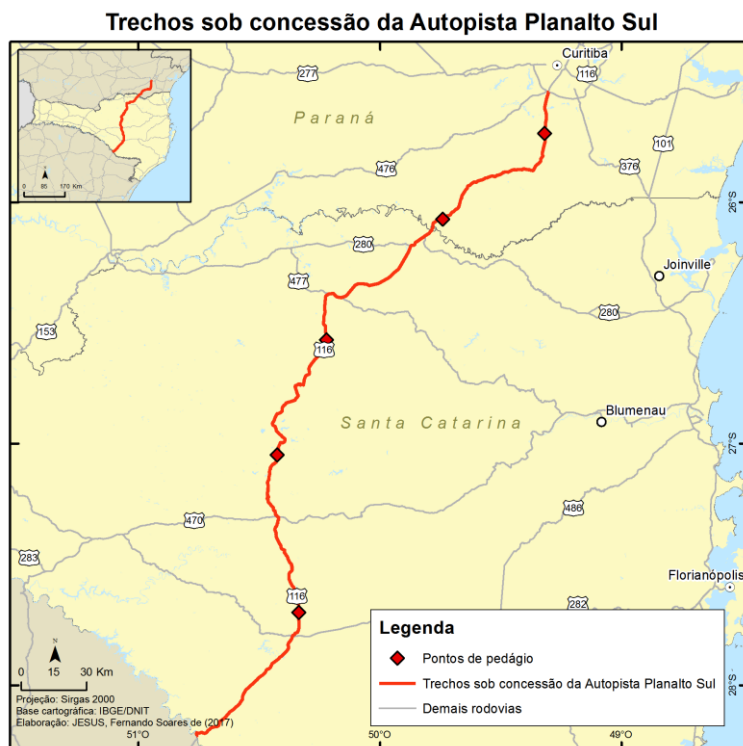 Trechos sob concessão da Autopista Planalto Sul
277
Curitiba
116
Paraná
101
476
376
26°S
280
Joinville
477
280
153
116
Santa Catarina
Blumenau
27°S
470
486
283
Florianópolis
116
282
0 85 170 Km
N
0 15 30 Km
Projeção: Sirgas 2000
Base cartográfica: IBGE/DNIT
Elaboração: JESUS, Fernando Soares de (2017)
Legenda
Pontos de pedágio
Trechos sob concessão da Autopista Planalto Sul
Demais rodovias
28°S
51°O
50°O
49°O